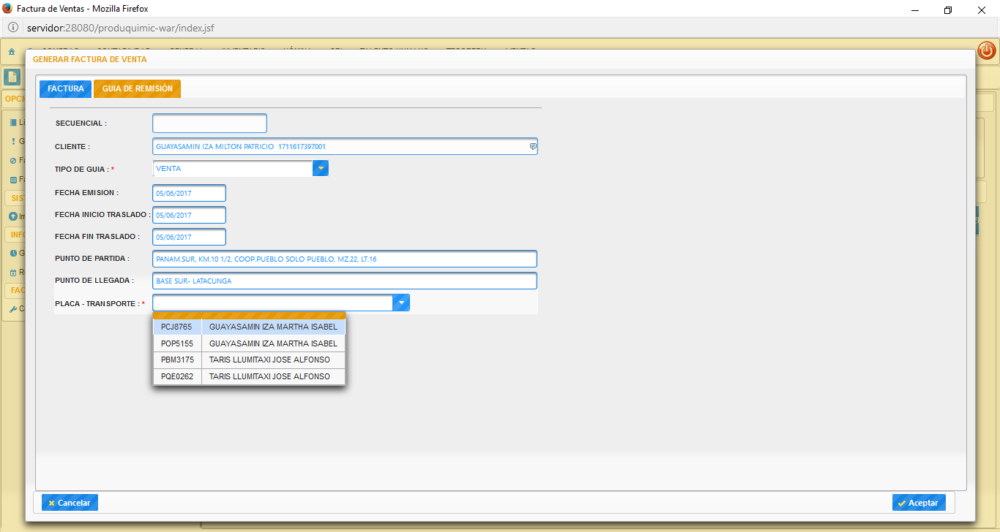 Factura de Ventas - Mozilla Firefox
servidor:28080/produquimic-war/index.jsf
GENERAR FACTURA DE VENTA
OPCI
FACTURA
GUIA DE REMISIÓN
SECUENCIAL :
CLIENTE :
GUAYASAMIN IZA MILTON PATRICIO 1711617397001
TIPO DE GUIA : *
VENTA
FECHA EMISION :
05/06/2017
SIST
FECHA INICIO TRASLADO :
05/06/2017
INFO
FECHA FIN TRASLADO :
05/06/2017
PUNTO DE PARTIDA :
PANAM.SUR, KM.10 1/2, COOP.PUEBLO SOLO PUEBLO, MZ.22, LT.16
PUNTO DE LLEGADA :
BASE SUR- LATACUNGA
FAC
PLACA - TRANSPORTE : *
PCJ8765 GUAYASAMIN IZA MARTHA ISABEL
POP5155 GUAYASAMIN IZA MARTHA ISABEL
PBM3175 TARIS LLUMITAXI JOSE ALFONSO
PQE0262 TARIS LLUMITAXI JOSE ALFONSO
Cancelar
Aceptar